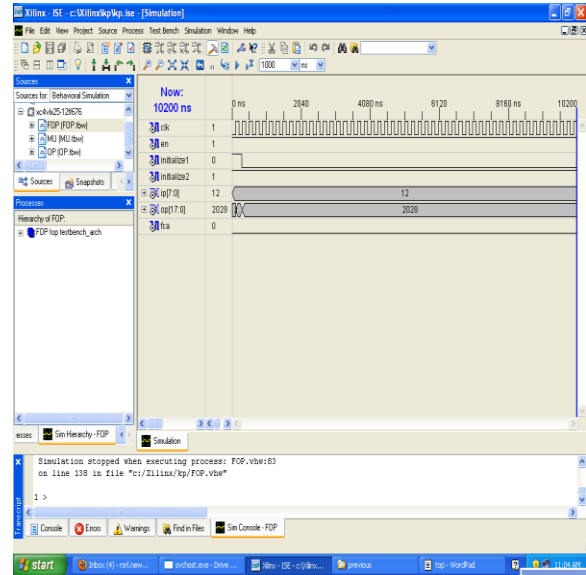 Xilinx - ISE - c:\Xilinx\kp\kp.ise - [Simulation]
File Edit View Project Source Process Test Bench Simulation Window Help
1000 ns
Sources
Sources for: Behavioral Simulation
xc4vlx25-12ff676
FOP (FOP.tbw)
MU (MU.tbw)
OP (OP.tbw)
Sources Snapshots
Processes
Hierarchy of FOP:
FOP fop testbench_arch
esses Sim Hierarchy - FOP
Now:
10200 ns
0 ns 2040 4080 ns 6120 8160 ns 10200
clk 1
en 1
initialize1 0
initialize2 1
ip[7:0] 12 12
op[17:0] 2028 2028
fca 0
Simulation
Simulation stopped when executing process: FOP.vhw:83
on line 138 in file "c:/Xilinx/kp/FOP.vhw"
1 >
Transcript
Console Errors Warnings Find in Files Sim Console - FOP
start Inbox (4) - rsrl.new... svchost.exe - Drive ... Xilinx - ISE - c:\Xilinx... previous top - WordPad 11:04 AM